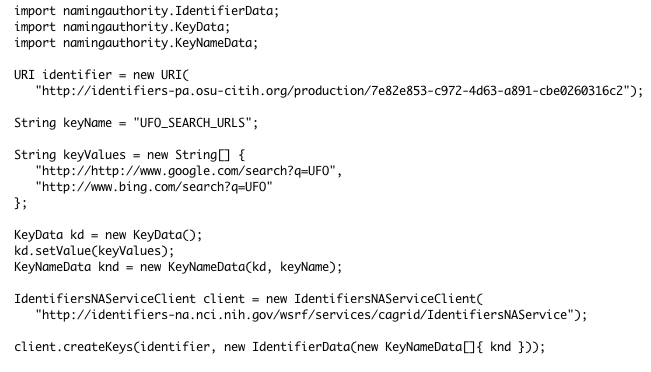 import namingauthority.IdentifierData;
import namingauthority.KeyData;
import namingauthority.KeyNameData;

URI identifier = new URI(
   "http://identifiers-pa.osu-citih.org/production/7e82e853-c972-4d63-a891-cbe0260316c2");

String keyName = "UFO_SEARCH_URLS";

String keyValues = new String[] {
   "http://http://www.google.com/search?q=UFO",
   "http://www.bing.com/search?q=UFO"
};

KeyData kd = new KeyData();
kd.setValue(keyValues);
KeyNameData knd = new KeyNameData(kd, keyName);

IdentifiersNAServiceClient client = new IdentifiersNAServiceClient(
   "http://identifiers-na.nci.nih.gov/wsrf/services/cagrid/IdentifiersNAService");

client.createKeys(identifier, new IdentifierData(new KeyNameData[]{ knd }));